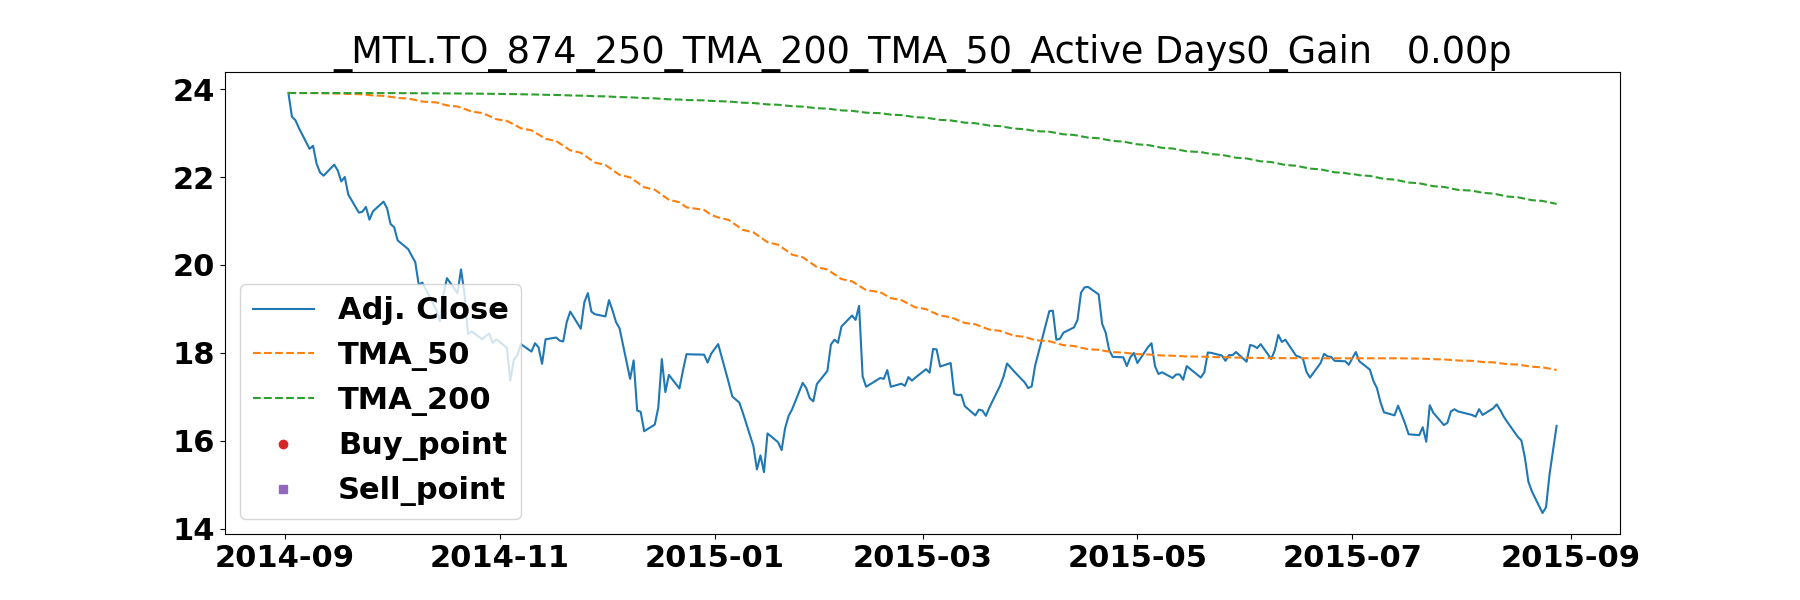 _MTL.TO_874_250_TMA_200_TMA_50_Active Days0_Gain   0.00p
24
22
20
18
16
14
Adj. Close
TMA_50
TMA_200
Buy_point
Sell_point
2014-09 2014-11 2015-01 2015-03 2015-05 2015-07 2015-09